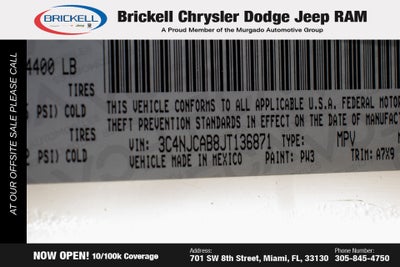 BRICKELL
Brickell Chrysler Dodge Jeep RAM
A Proud Member of the Murgado Automotive Group
AT OUR OFFSITE SALE PLEASE CALL
4400 LB
TIRES
PSI) COLD
TIRES
PSI) COLD
THIS VEHICLE CONFORMS TO ALL APPLICABLE U.S.A. FEDERAL MOTOR
THEFT PREVENTION STANDARDS IN EFFECT ON THE DATE OF MANUFAC
VIN: 3C4NJCAB8JT136871 TYPE: MPV
VEHICLE MADE IN MEXICO PAINT: PW3 TRIM: A7X9
NOW OPEN! 10/100k Coverage
Address:
701 SW 8th Street, Miami, FL, 33130
Phone Number:
305-845-4750